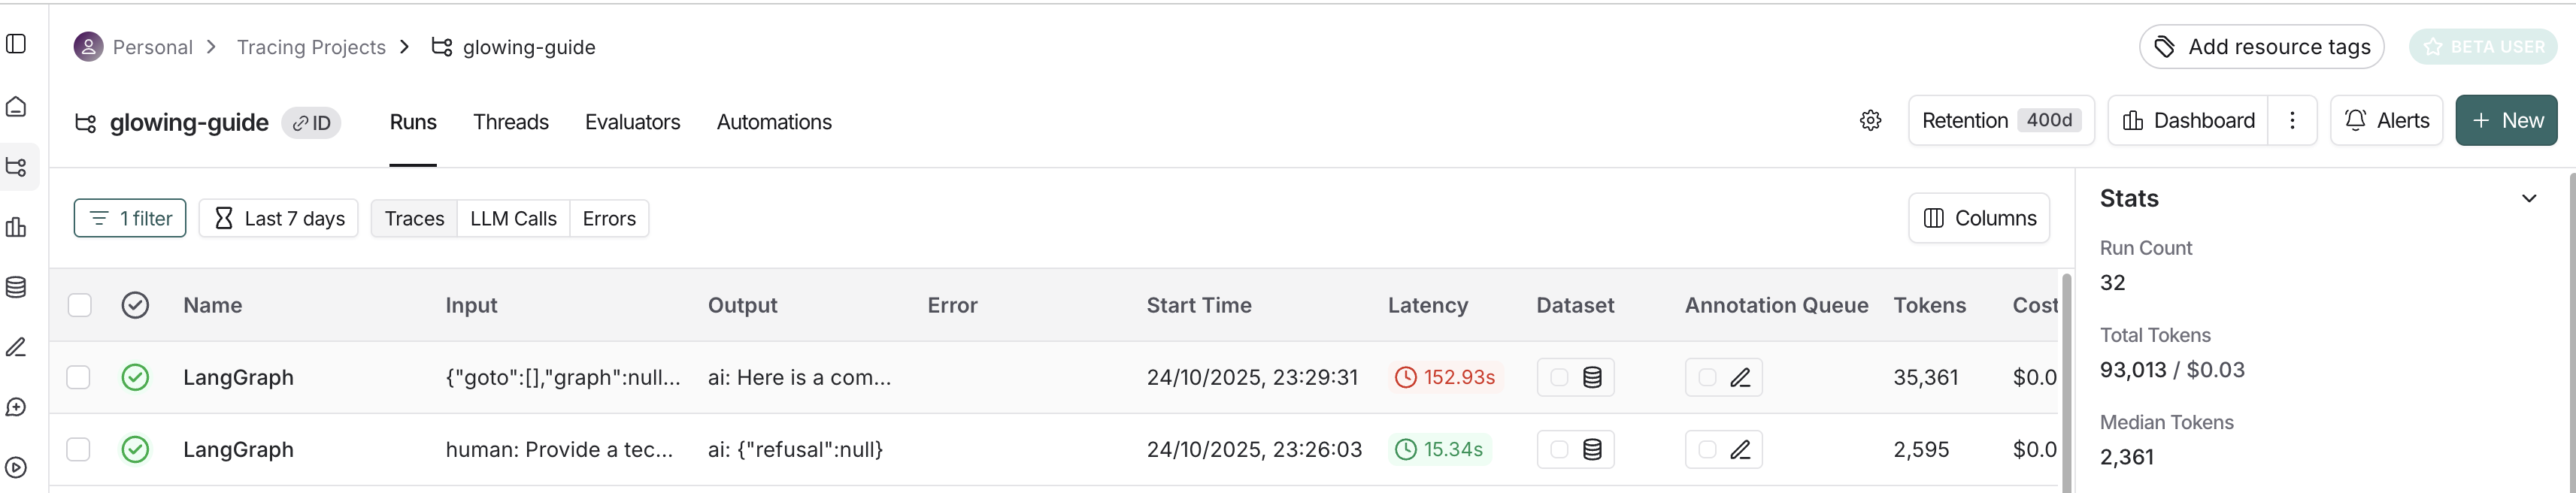 Personal > Tracing Projects > glowing-guide
Add resource tags
BETA USER
glowing-guide ID
Runs Threads Evaluators Automations
Retention 400d Dashboard Alerts + New
1 filter Last 7 days Traces LLM Calls Errors
Columns
Name Input Output Error Start Time Latency Dataset Annotation Queue Tokens Cost
LangGraph {"goto":[],"graph":null... ai: Here is a com... 24/10/2025, 23:29:31 152.93s 35,361 $0.0
LangGraph human: Provide a tec... ai: {"refusal":null} 24/10/2025, 23:26:03 15.34s 2,595 $0.0
Stats
Run Count
32
Total Tokens
93,013 / $0.03
Median Tokens
2,361